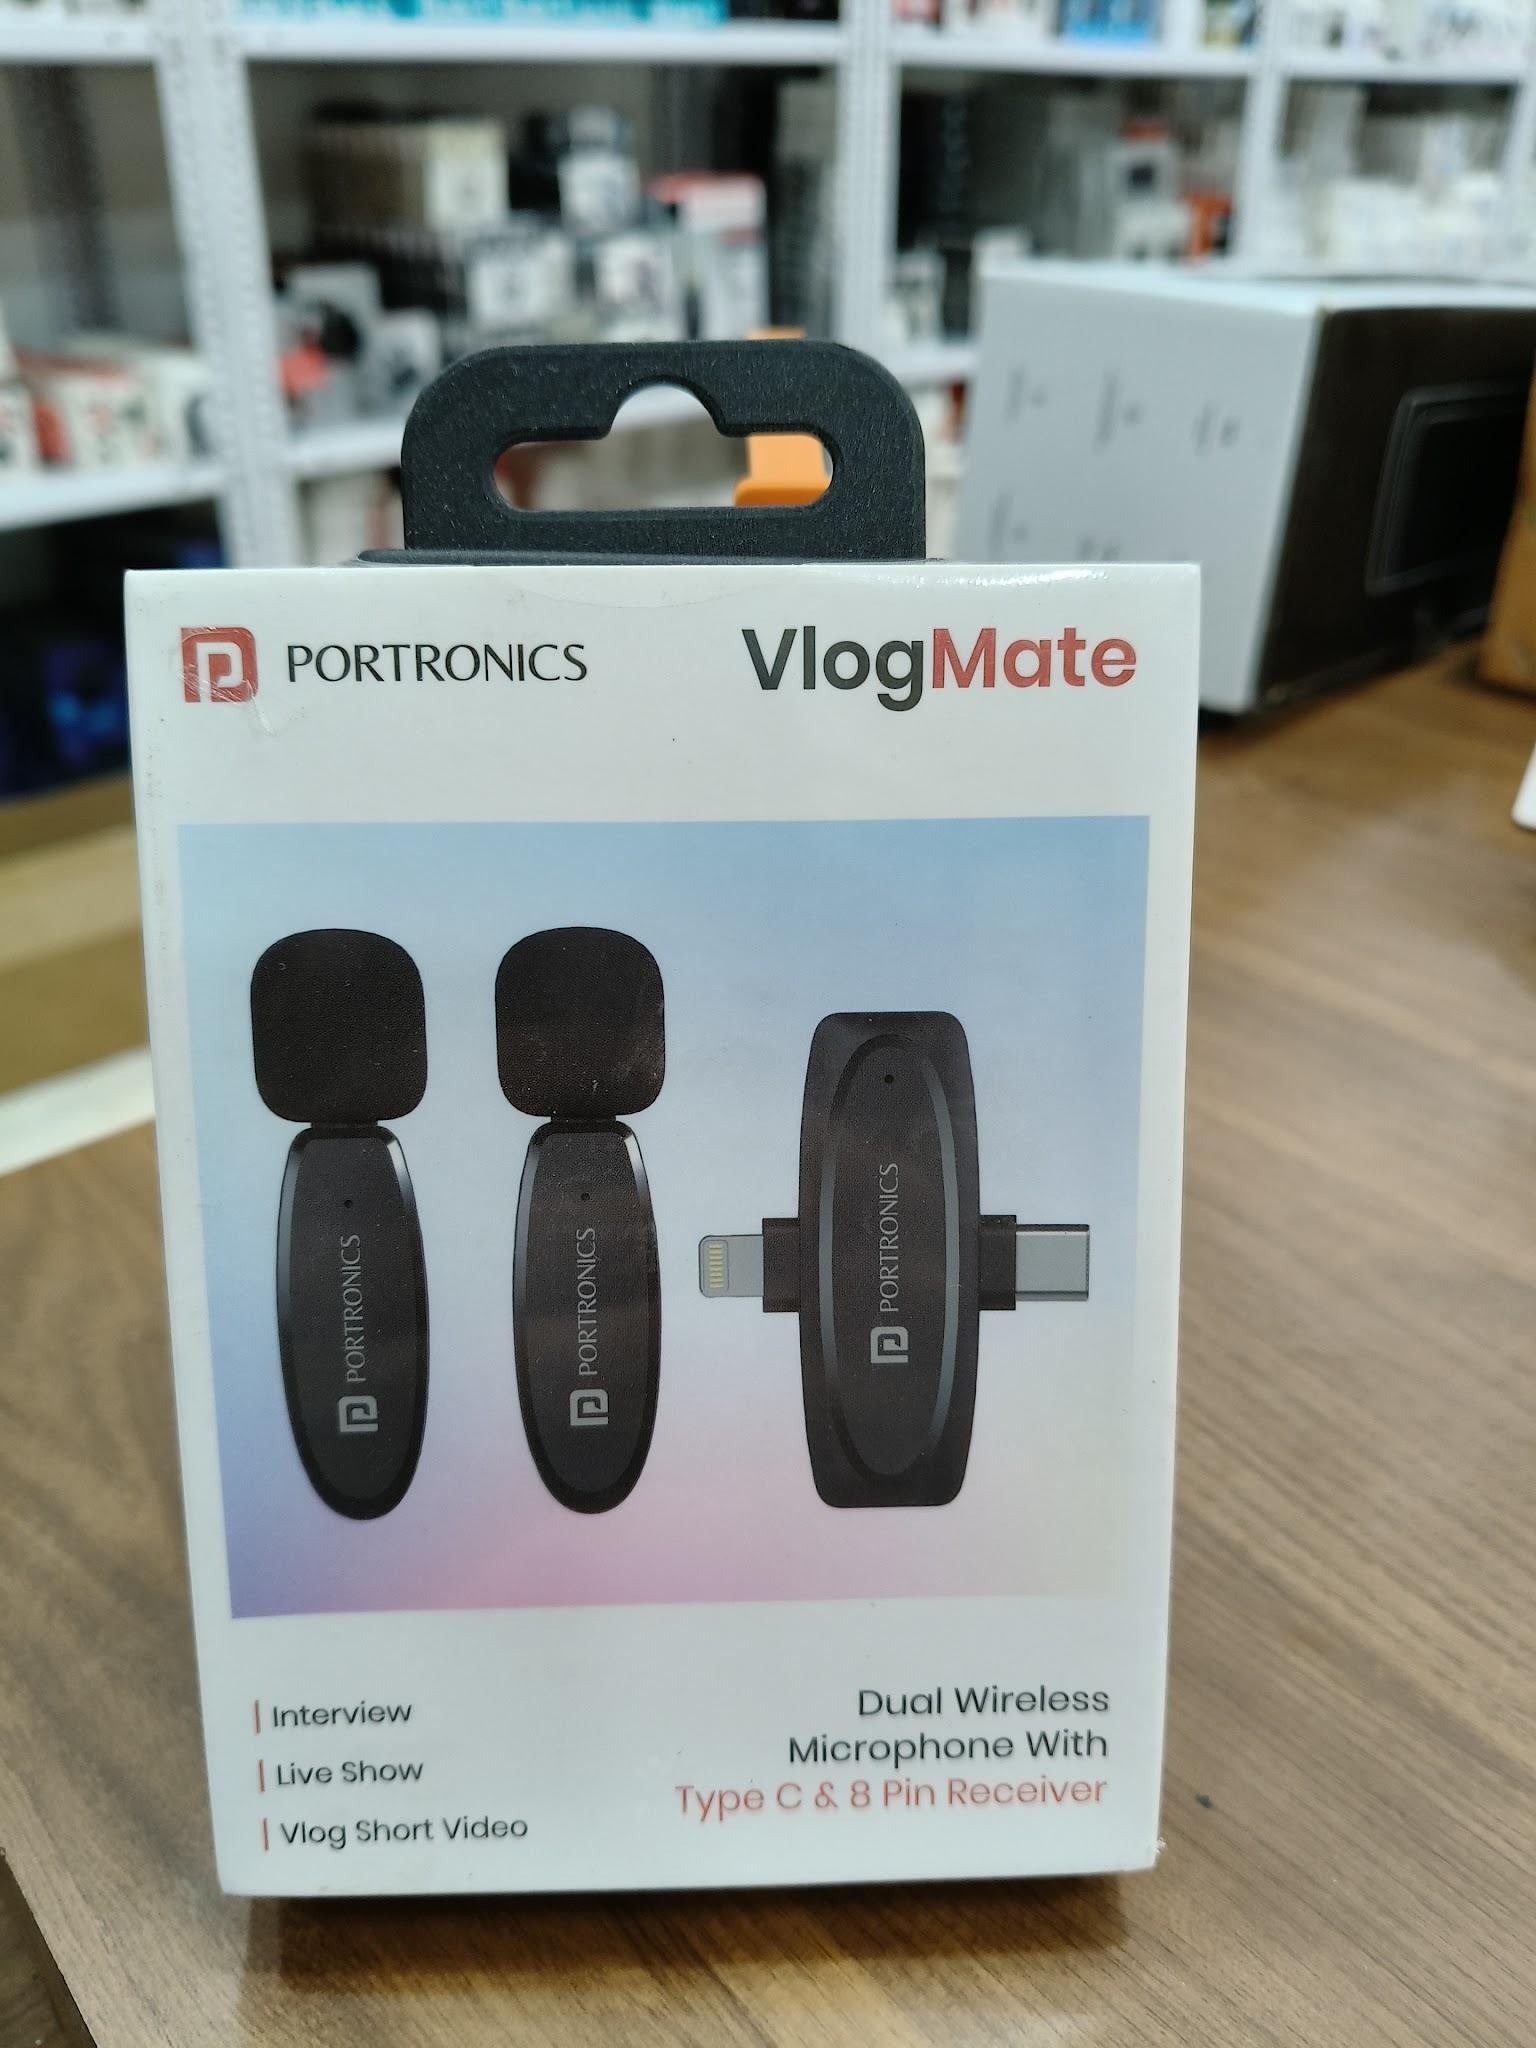 PORTRONICS
VlogMate
PORTRONICS
PORTRONICS
PORTRONICS
Interview
Live Show
Vlog Short Video
Dual Wireless
Microphone With
Type C & 8 Pin Receiver